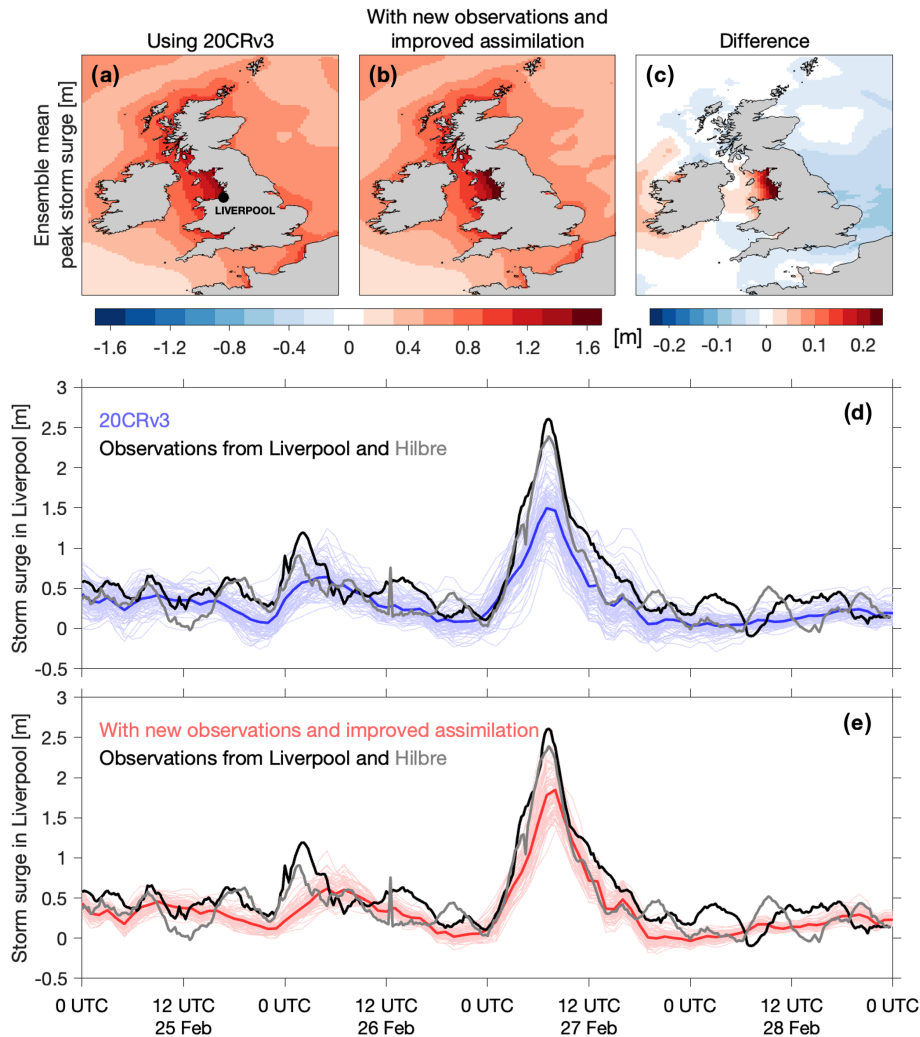 Using 20CRv3
With new observations and
improved assimilation
Difference
Ensemble mean
peak storm surge [m]
(a)
(b)
(c)
LIVERPOOL
-1.6 -1.2 -0.8 -0.4 0 0.4 0.8 1.2 1.6
[m]
-0.2 -0.1 0 0.1 0.2
Storm surge in Liverpool [m]
3
2.5
2
1.5
1
0.5
0
-0.5
20CRv3
Observations from Liverpool and Hilbre
(d)
Storm surge in Liverpool [m]
3
2.5
2
1.5
1
0.5
0
-0.5
With new observations and improved assimilation
Observations from Liverpool and Hilbre
(e)
0 UTC 12 UTC 0 UTC 12 UTC 0 UTC 12 UTC 0 UTC 12 UTC 0 UTC
25 Feb 26 Feb 27 Feb 28 Feb